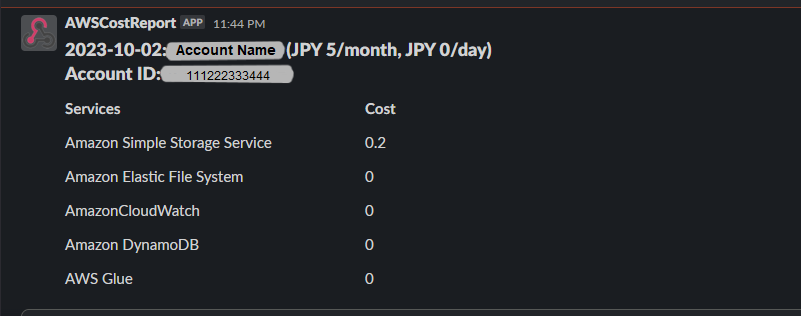 AWSCostReport APP 11:44 PM
2023-10-02: Account Name (JPY 5/month, JPY 0/day)
Account ID: 111222333444
Services Cost
Amazon Simple Storage Service 0.2
Amazon Elastic File System 0
AmazonCloudWatch 0
Amazon DynamoDB 0
AWS Glue 0